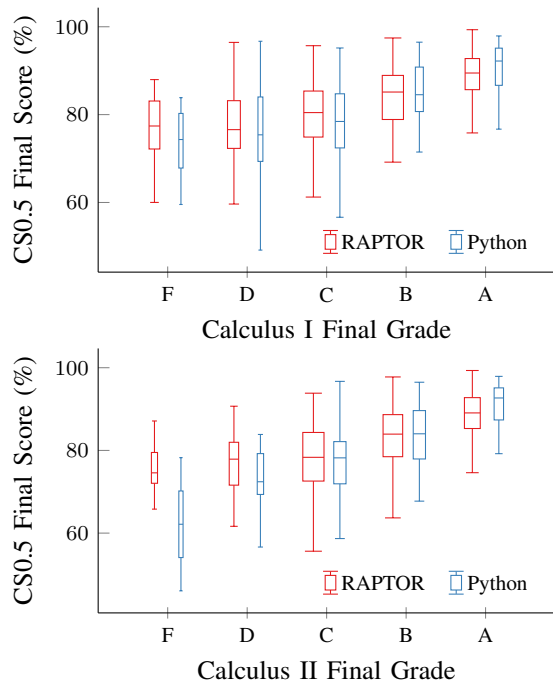 CS0.5 Final Score (%)
100
80
60
RAPTOR Python
F D C B A
Calculus I Final Grade
CS0.5 Final Score (%)
100
80
60
RAPTOR Python
F D C B A
Calculus II Final Grade